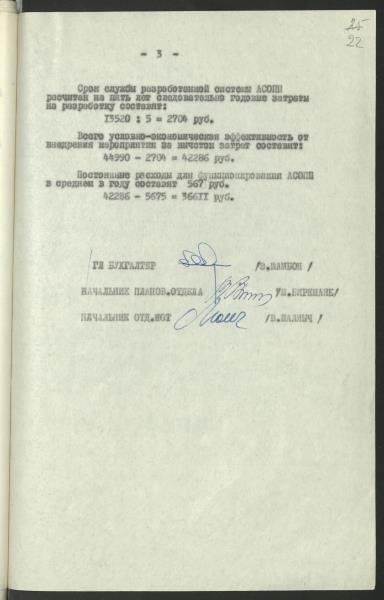 25
22
- 3 -
Срок службы разработанной системы АСОПП
расчитан на пять лет следовательно годовые затраты
на разработку составят:
I3520 : 5 = 2704 руб.
Всего условно-экономическая эффективность от
внедрения мероприятия за вычетом затрат составит:
44990 - 2704 = 42286 руб.
Постоянные расходы для функционирования АСОПП
в среднем в году составят 567 руб.
42286 - 5675 = 366II руб.
ГЛ БУХГАЛТЕР /
НАЧАЛЬНИК ПЛАНОВ.ОТДЕЛА /М.
НАЧАЛЬНИК ОТД.НОТ /